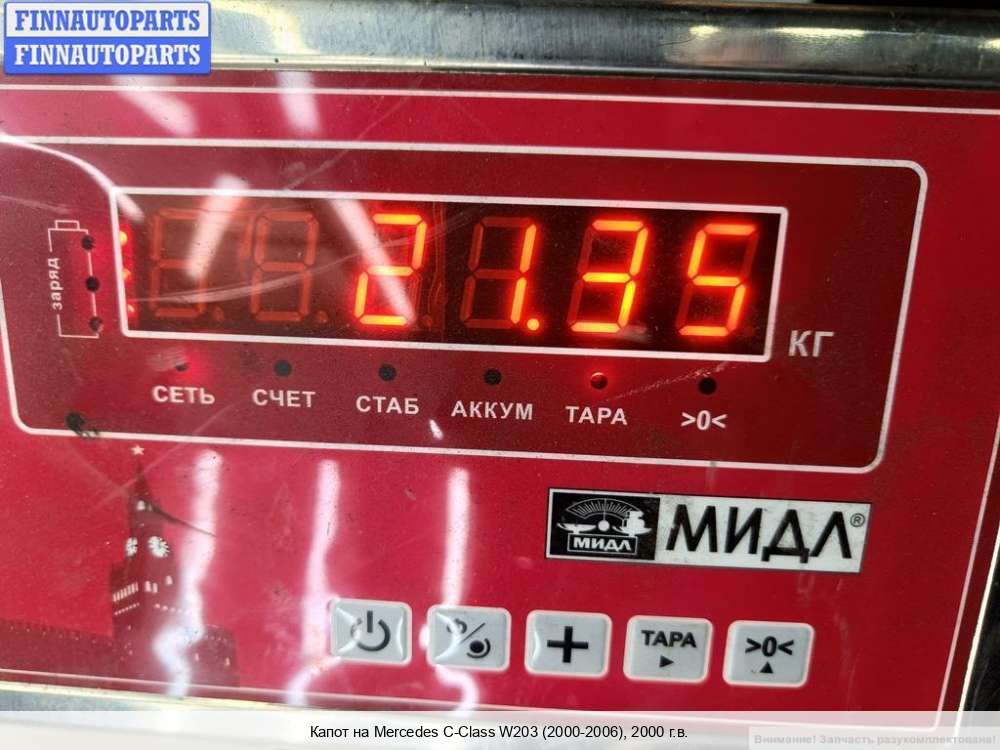 FINNAUTOPARTS
FINNAUTOPARTS
21.35
КГ
заряд
СЕТЬ СЧЕТ СТАБ АККУМ ТАРА >0<
МИДЛ
МИДЛ®
+ ТАРА >0<
Капот на Mercedes C-Class W203 (2000-2006), 2000 г.в.
Внимание! Запчасть разукомплектована!